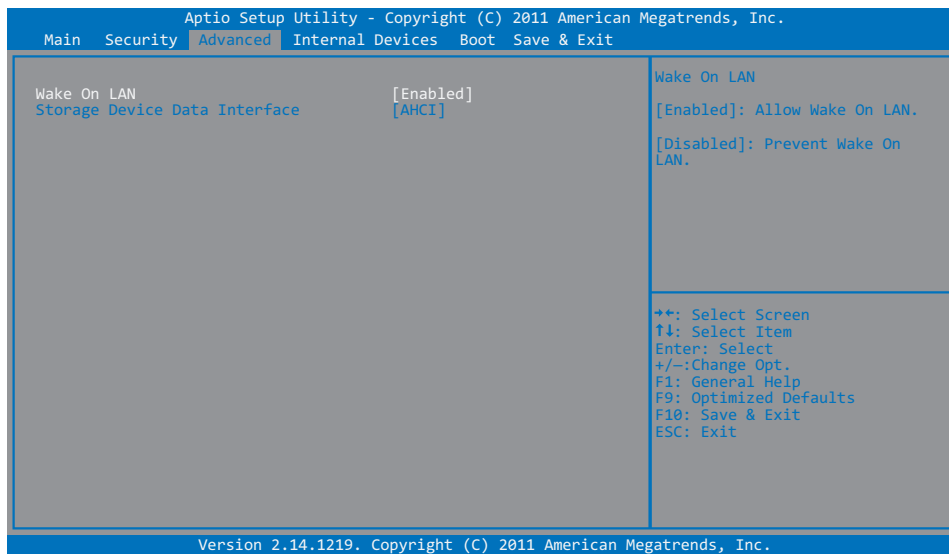 Aptio Setup Utility - Copyright (C) 2011 American Megatrends, Inc.
Main Security Advanced Internal Devices Boot Save & Exit
Wake On LAN [Enabled]
Storage Device Data Interface [AHCI]
Wake On LAN
[Enabled]: Allow Wake On LAN.
[Disabled]: Prevent Wake On
LAN.
→←: Select Screen
↑↓: Select Item
Enter: Select
+/—:Change Opt.
F1: General Help
F9: Optimized Defaults
F10: Save & Exit
ESC: Exit
Version 2.14.1219. Copyright (C) 2011 American Megatrends, Inc.